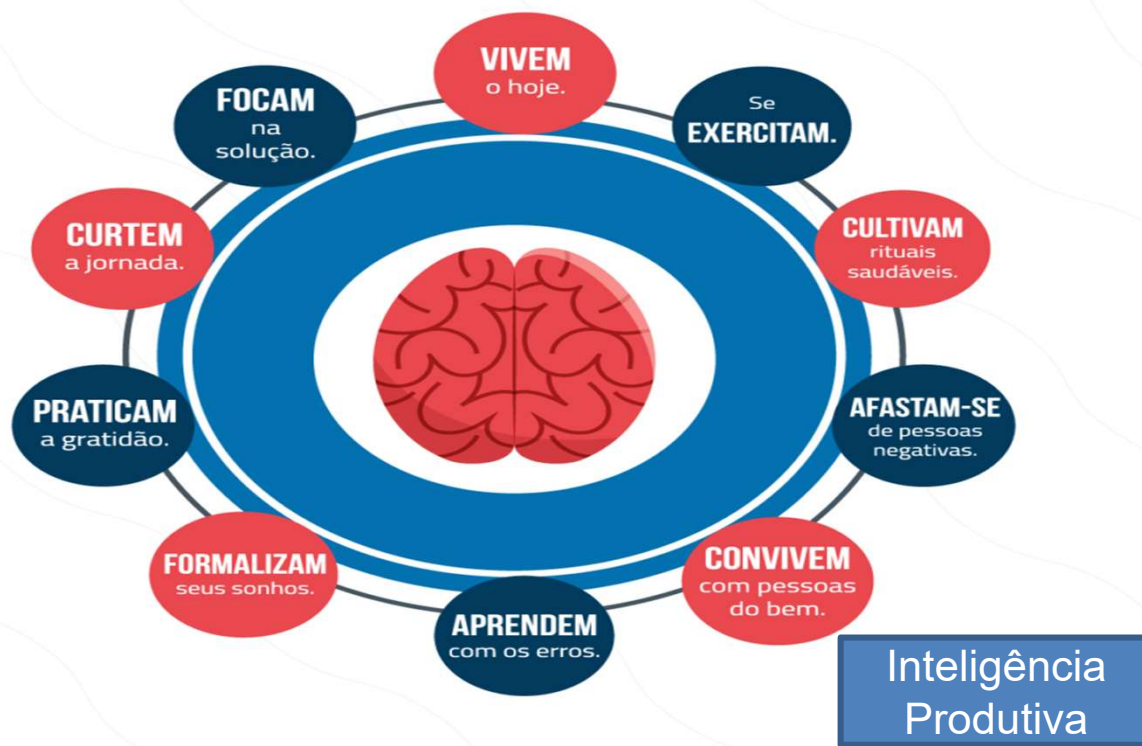 VIVEM
o hoje.
Se
EXERCITAM.
CULTIVAM
rituais
saudáveis.
AFASTAM-SE
de pessoas
negativas.
CONVIVEM
com pessoas
do bem.
APRENDEM
com os erros.
FORMALIZAM
seus sonhos.
PRATICAM
a gratidão.
CURTEM
a jornada.
FOCAM
na
solução.
Inteligência
Produtiva